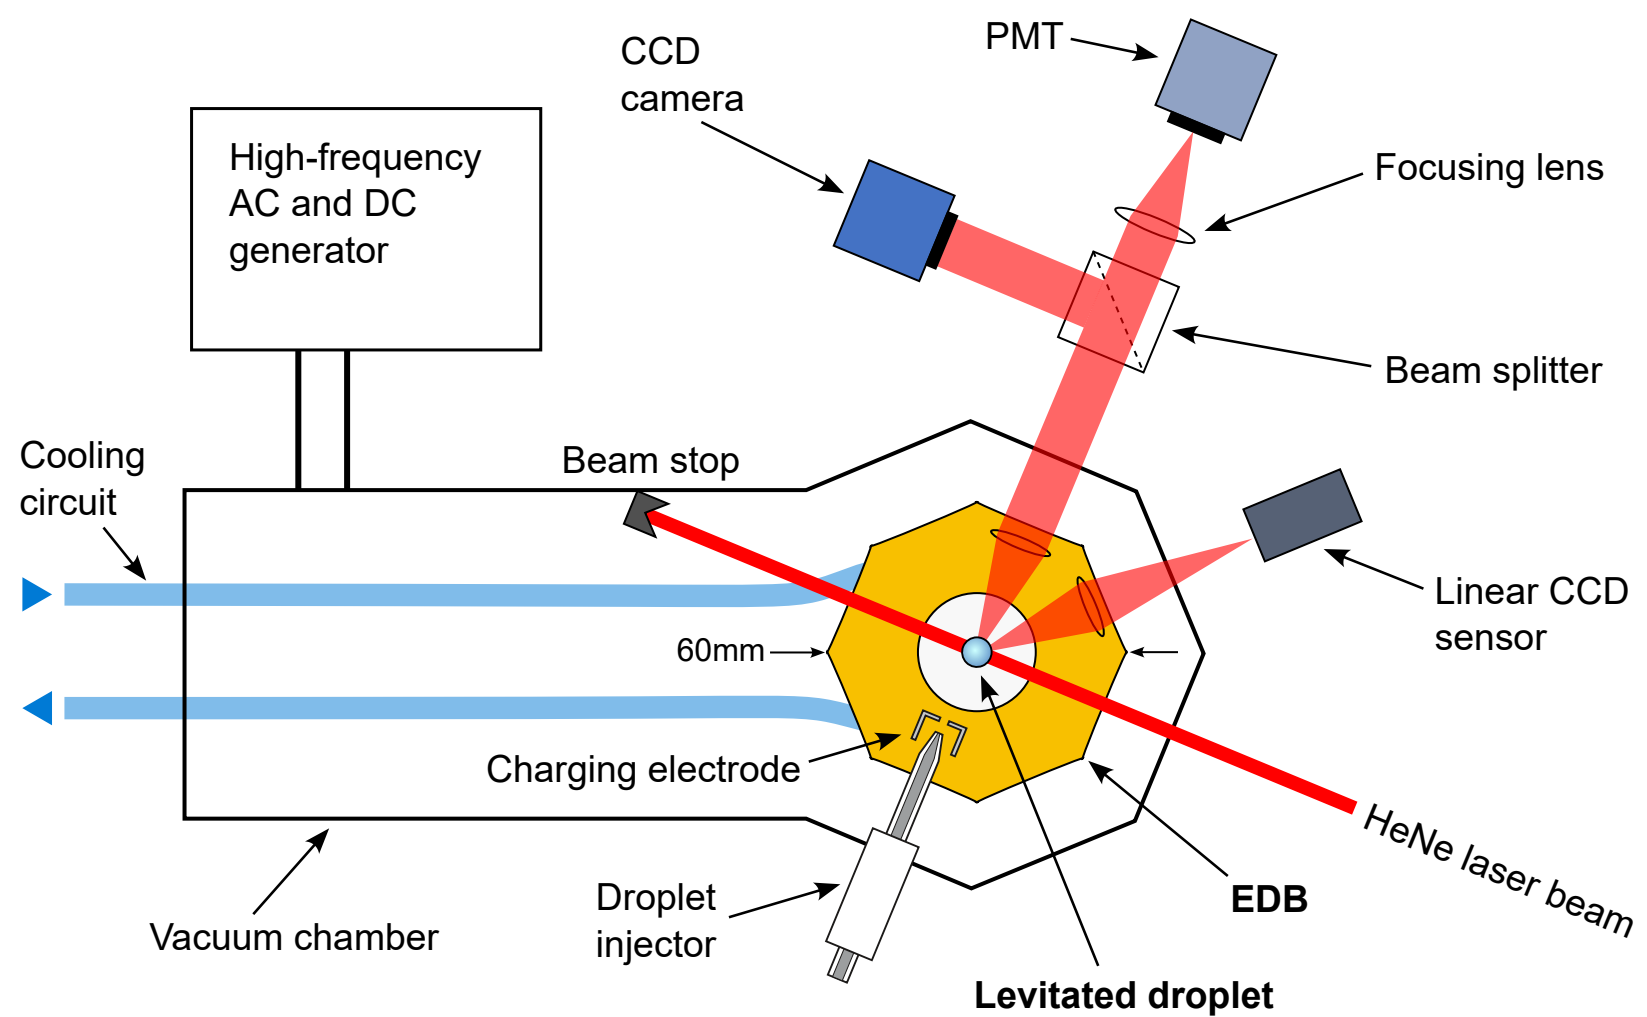 PMT
CCD
camera
High-frequency
AC and DC
generator
Focusing lens
Beam splitter
Cooling
circuit
Beam stop
Linear CCD
sensor
60mm
Charging electrode
HeNe laser beam
EDB
Droplet
injector
Vacuum chamber
Levitated droplet